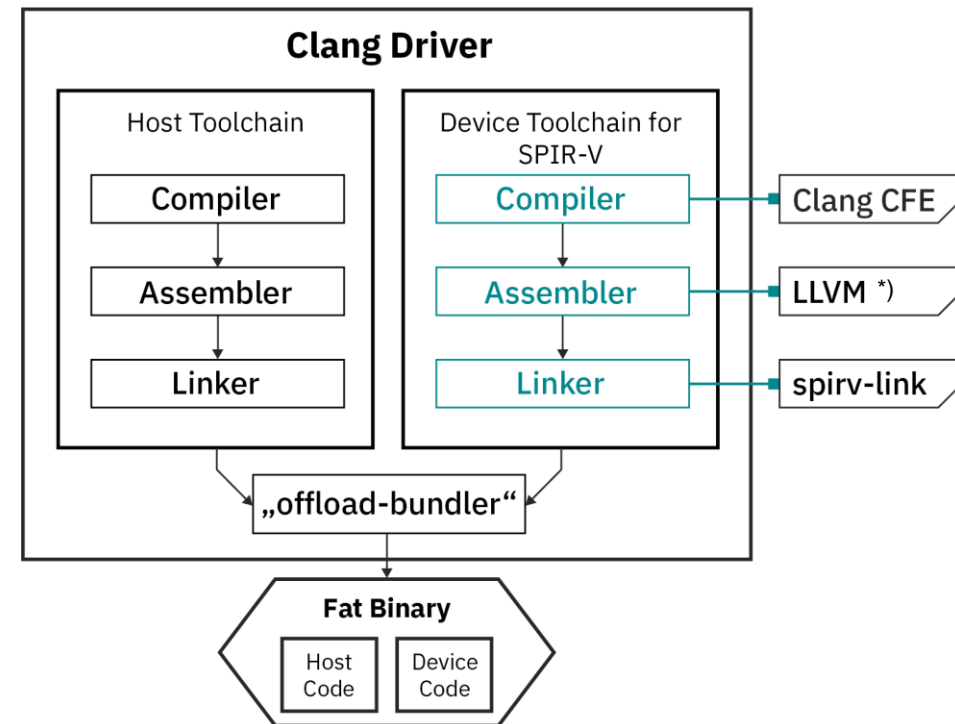 Clang Driver
Host Toolchain
Compiler
Assembler
Linker
Device Toolchain for
SPIR-V
Compiler
Assembler
Linker
Clang CFE
LLVM *)
spirv-link
„offload-bundler“
Fat Binary
Host
Code
Device
Code